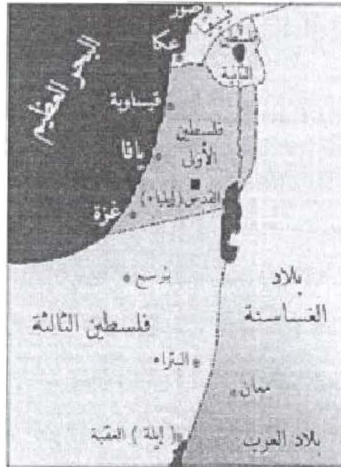 صور
عكا
البحر العظيم
الثانية
قيسارية
فلسطين
الأولى
يافا
القدس (إيلياء)
غزة
بئر سبع
بلاد
الغساسنة
فلسطين الثالثة
البتراء
معان
(إيلة) العقبة
بلاد العرب